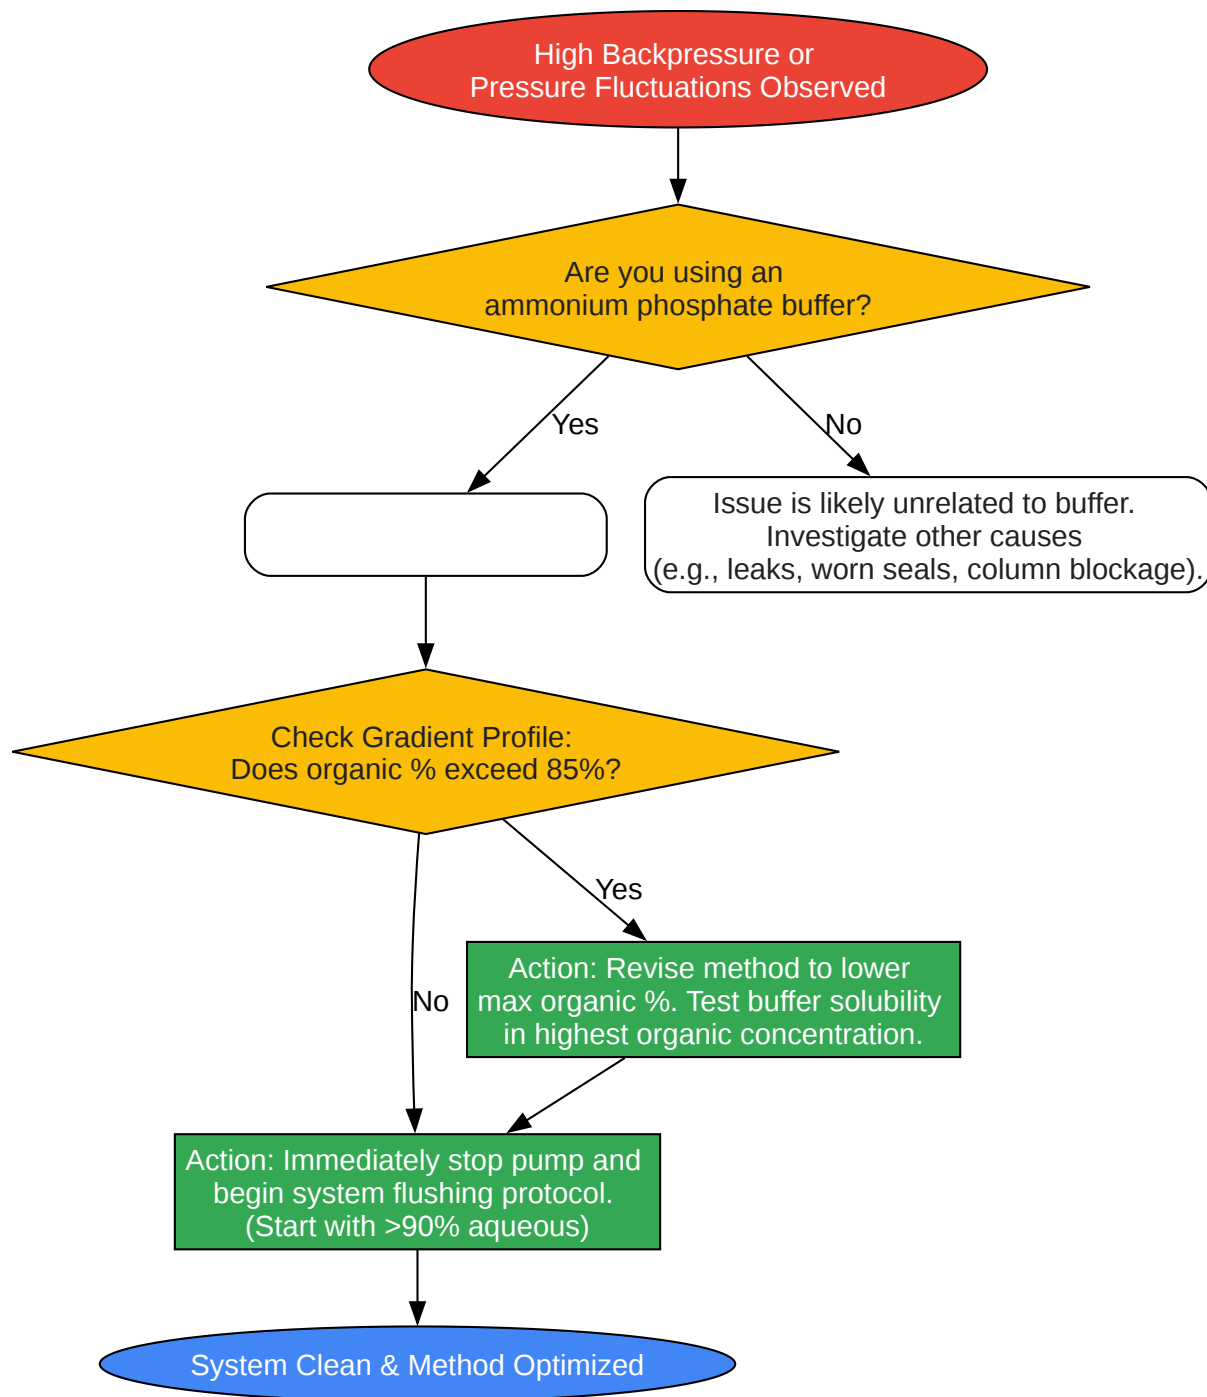 High Backpressure or
Pressure Fluctuations Observed
Are you using an
ammonium phosphate buffer?
Yes
No
Issue is likely unrelated to buffer.
Investigate other causes
(e.g., leaks, worn seals, column blockage).
Check Gradient Profile:
Does organic % exceed 85%?
Yes
Action: Revise method to lower
max organic %. Test buffer solubility
in highest organic concentration.
No
Action: Immediately stop pump and
begin system flushing protocol.
(Start with >90% aqueous)
System Clean & Method Optimized